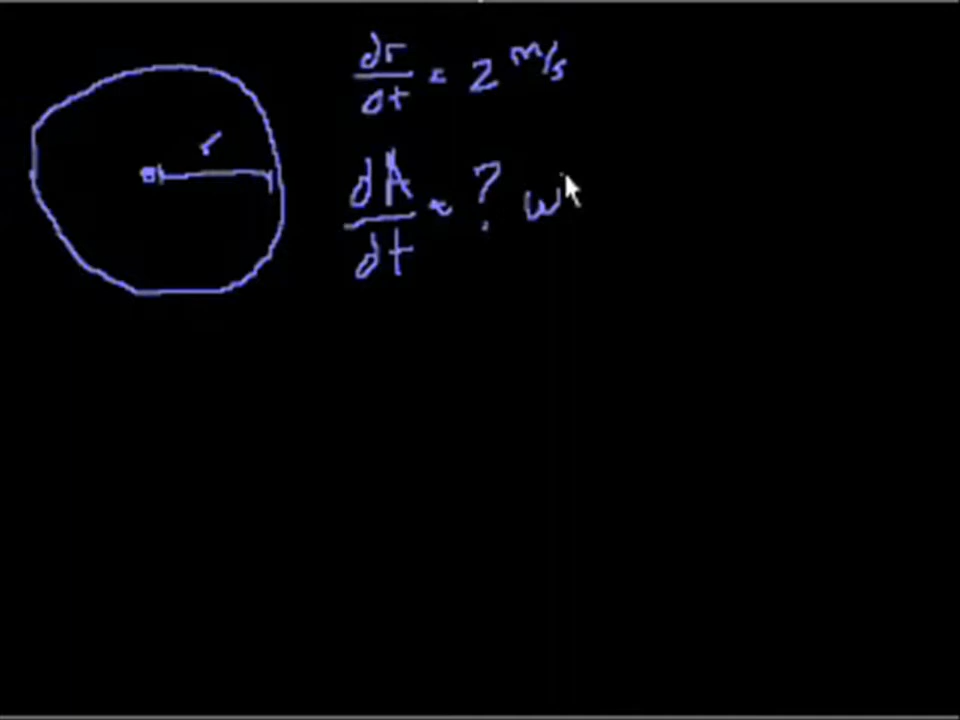 r
dr/dt = 2 m/s
dA/dt = ? w